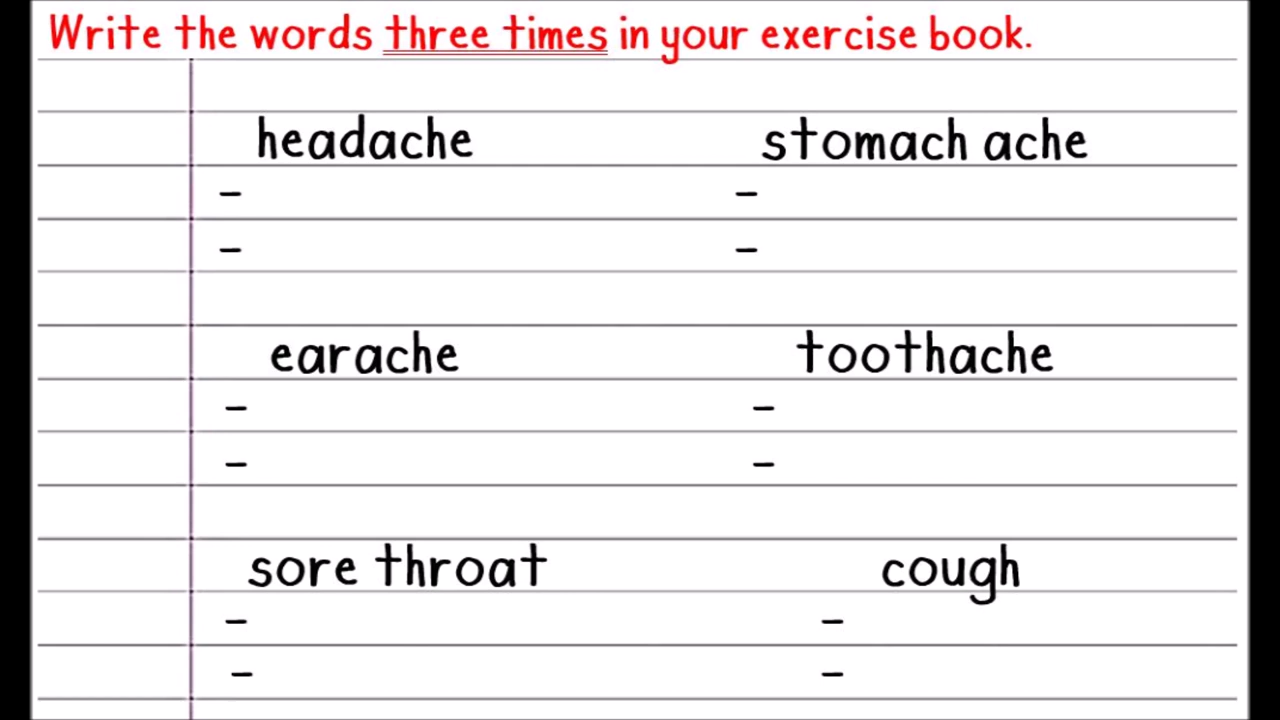 Write the words three times in your exercise book.
headache stomach ache
- -
- -
earache toothache
- -
- -
sore throat cough
- -
- -